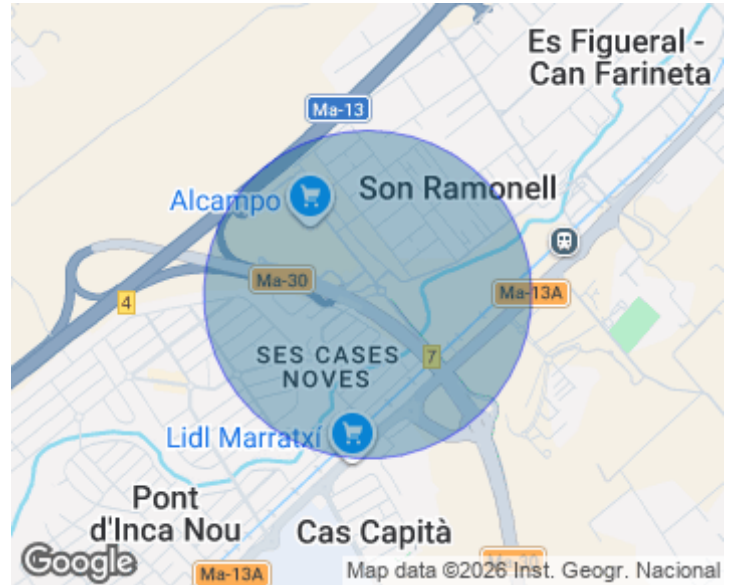 Es Figueral -
Can Farineta
Ma-13
Alcampo
Son Ramonell
Ma-30
Ma-13A
4
SES CASES
NOVES
7
Lidl Marratxí
Pont
d'Inca Nou
Cas Capità
Google
Ma-13A
Map data ©2026 Inst. Geogr. Nacional